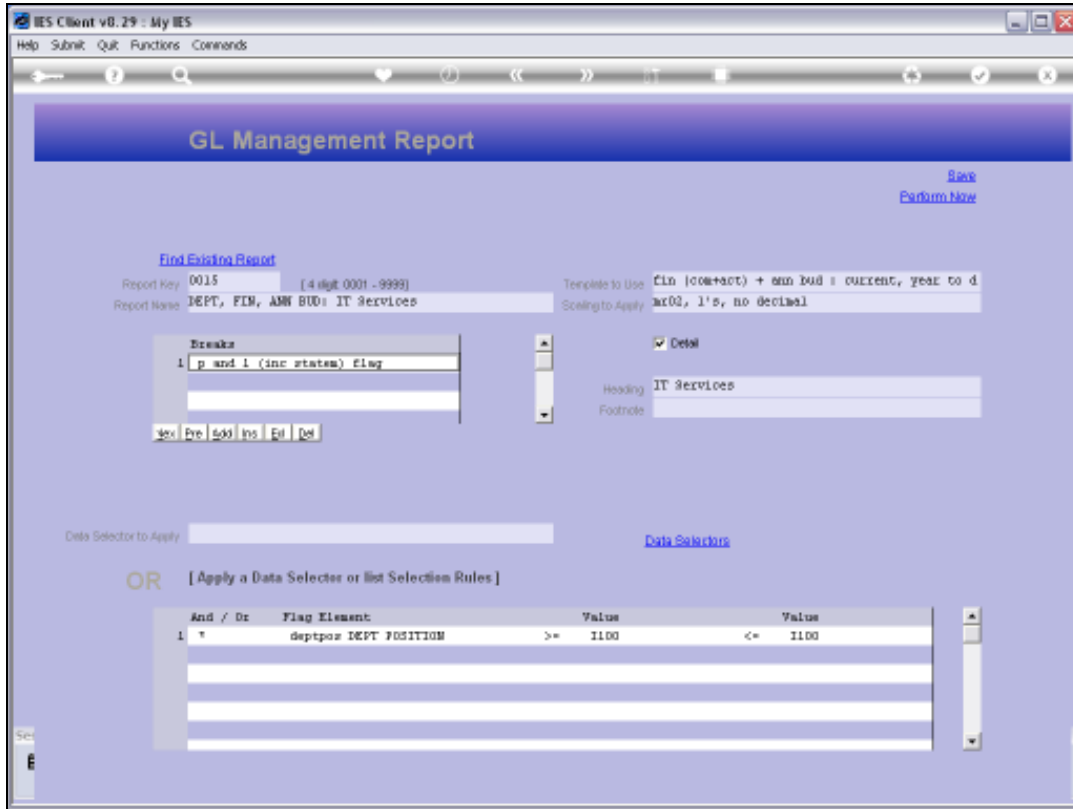 IES Client v8.29 : My IES
Help Submit Quit Functions Commands
GL Management Report
Save
Perform Now
Find Existing Report
Report Key 0015 [ 4 digit: 0001 - 9999]
Template to Use fin (com+act) + ann bud : current, year to d
Report Name DEPT, FIN, ANN BUD: IT Services
Scaling to Apply mr02, 1's, no decimal
Breaks
1 p and l (inc statem) flag
Detail
Heading IT Services
Footnote
Nex Pre Add Ins Del
Data Selector to Apply
Data Selectors
OR [ Apply a Data Selector or list Selection Rules ]
And / Or Flag Element Value Value
1 deptpos DEPT POSITION >= I100 <= I100